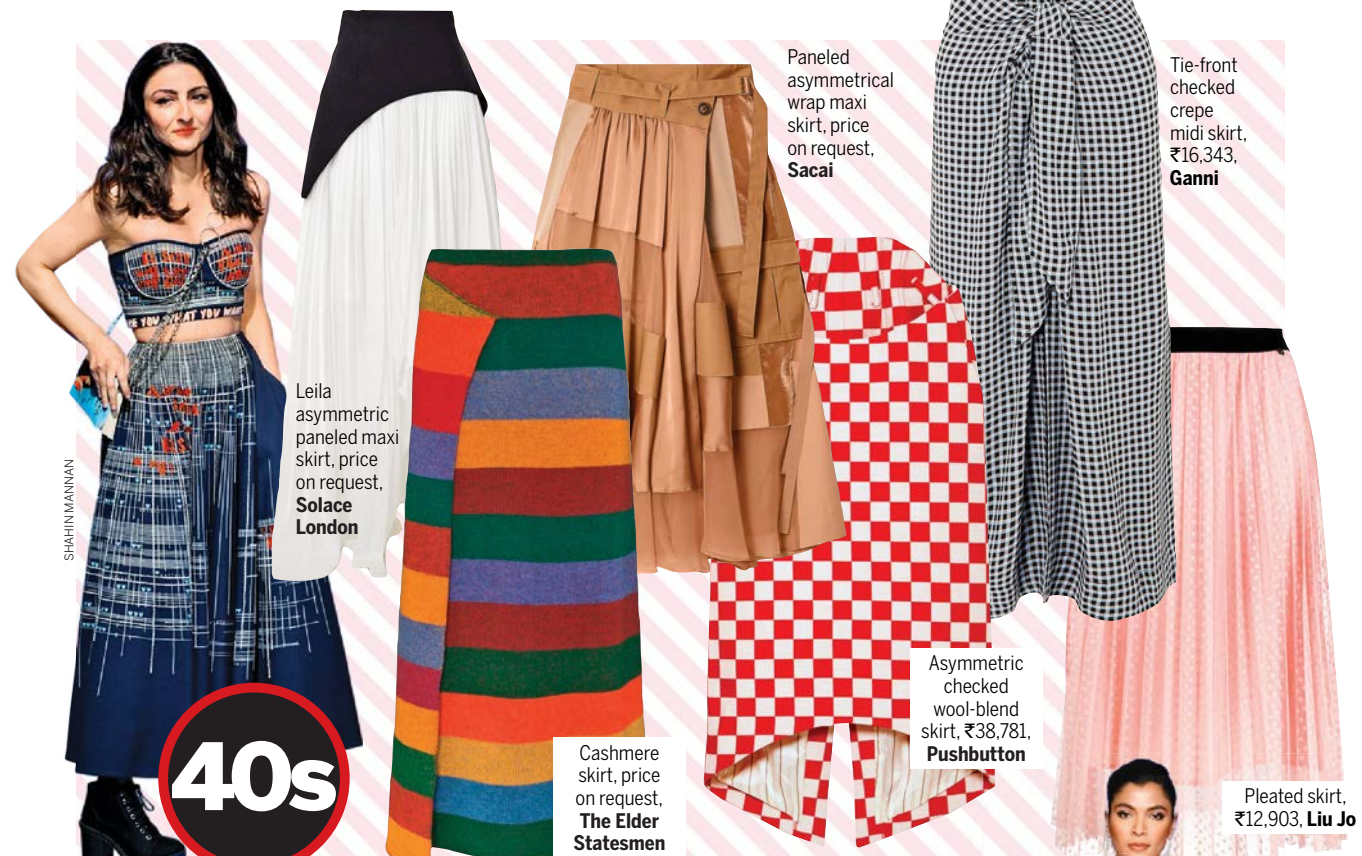 Paneled
asymmetrical
wrap maxi
skirt, price
on request,
Sacai
Tie-front
checked
crepe
midi skirt,
₹16,343,
Ganni
Leila
asymmetric
paneled maxi
skirt, price
on request,
Solace
London
SHAHIN MANNAN
40s
Cashmere
skirt, price
on request,
The Elder
Statesmen
Asymmetric
checked
wool-blend
skirt, ₹38,781,
Pushbutton
Pleated skirt,
₹12,903, Liu Jo